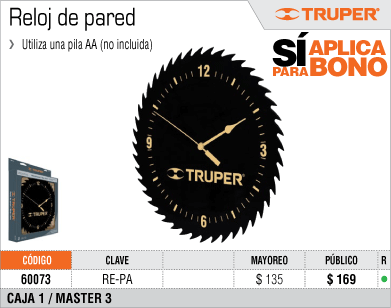 Reloj de pared
❯ Utiliza una pila AA (no incluida)
TRUPER®
SÍ APLICA
PARA BONO
12
3
6
9
TRUPER®
CÓDIGO CLAVE MAYOREO PÚBLICO R
60073 RE-PA $ 135 $ 169
CAJA 1 / MASTER 3